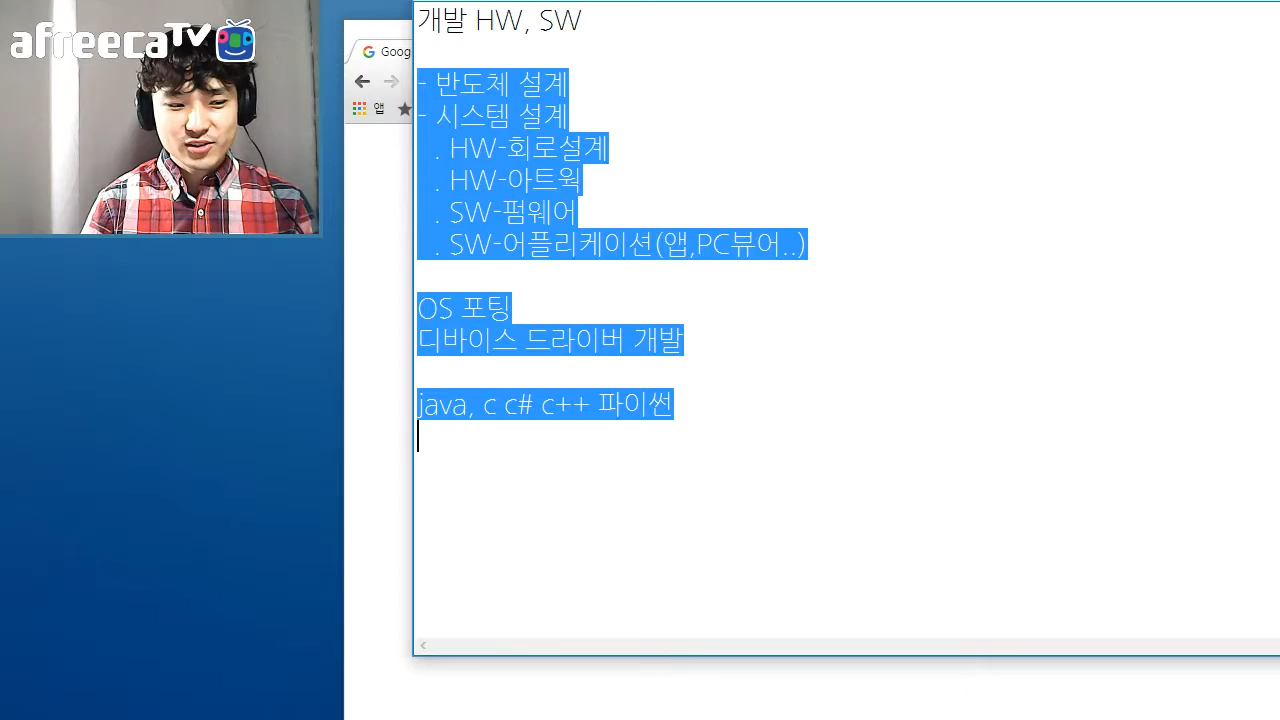 afreecaTV
Goog
앱
개발 HW, SW
- 반도체 설계
- 시스템 설계
. HW-회로설계
. HW-아트웍
. SW-펌웨어
. SW-어플리케이션(앱,PC뷰어..)
OS 포팅
디바이스 드라이버 개발
java, c c# c++ 파이썬